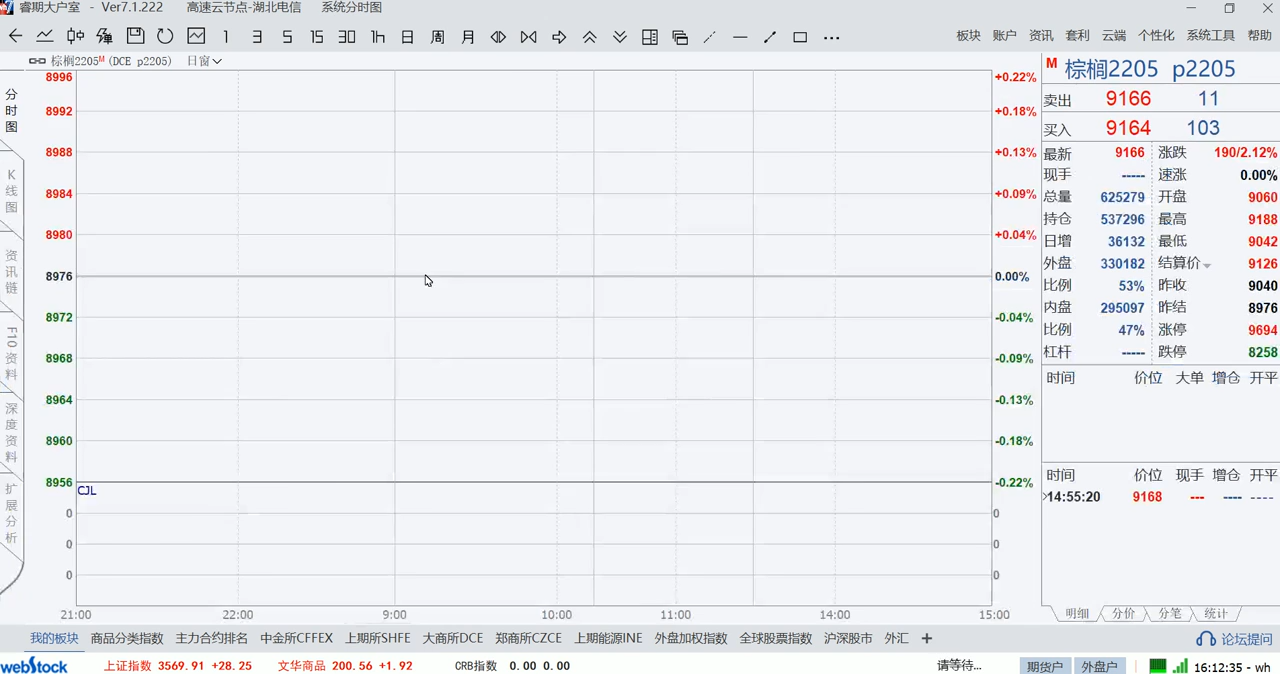 睿期大户室 - Ver7.1.222 高速云节点-湖北电信 系统分时图
1 3 5 15 30 1h 日 周 月 板块 账户 资讯 套利 云端 个性化 系统工具 帮助
棕榈2205M (DCE p2205) 日窗
分时图
K线图
资讯链
F10资料
深度资料
扩展分析
8996 +0.22%
8992 +0.18%
8988 +0.13%
8984 +0.09%
8980 +0.04%
8976 0.00%
8972 -0.04%
8968 -0.09%
8964 -0.13%
8960 -0.18%
8956 -0.22%
CJL
0 0
0 0
0 0
21:00 22:00 9:00 10:00 11:00 14:00 15:00
M 棕榈2205 p2205
卖出 9166 11
买入 9164 103
最新 9166 涨跌 190/2.12%
现手 ----- 速涨 0.00%
总量 625279 开盘 9060
持仓 537296 最高 9188
日增 36132 最低 9042
外盘 330182 结算价 9126
比例 53% 昨收 9040
内盘 295097 昨结 8976
比例 47% 涨停 9694
杠杆 ----- 跌停 8258
时间 价位 大单 增仓 开平
时间 价位 现手 增仓 开平
>14:55:20 9168 --- ---- ----
明细 分价 分笔 统计
我的板块 商品分类指数 主力合约排名 中金所CFFEX 上期所SHFE 大商所DCE 郑商所CZCE 上期能源INE 外盘加权指数 全球股票指数 沪深股市 外汇 + 论坛提问
webStock 上证指数 3569.91 +28.25 文华商品 200.56 +1.92 CRB指数 0.00 0.00 请等待... 期货户 外盘户 16:12:35 - wh